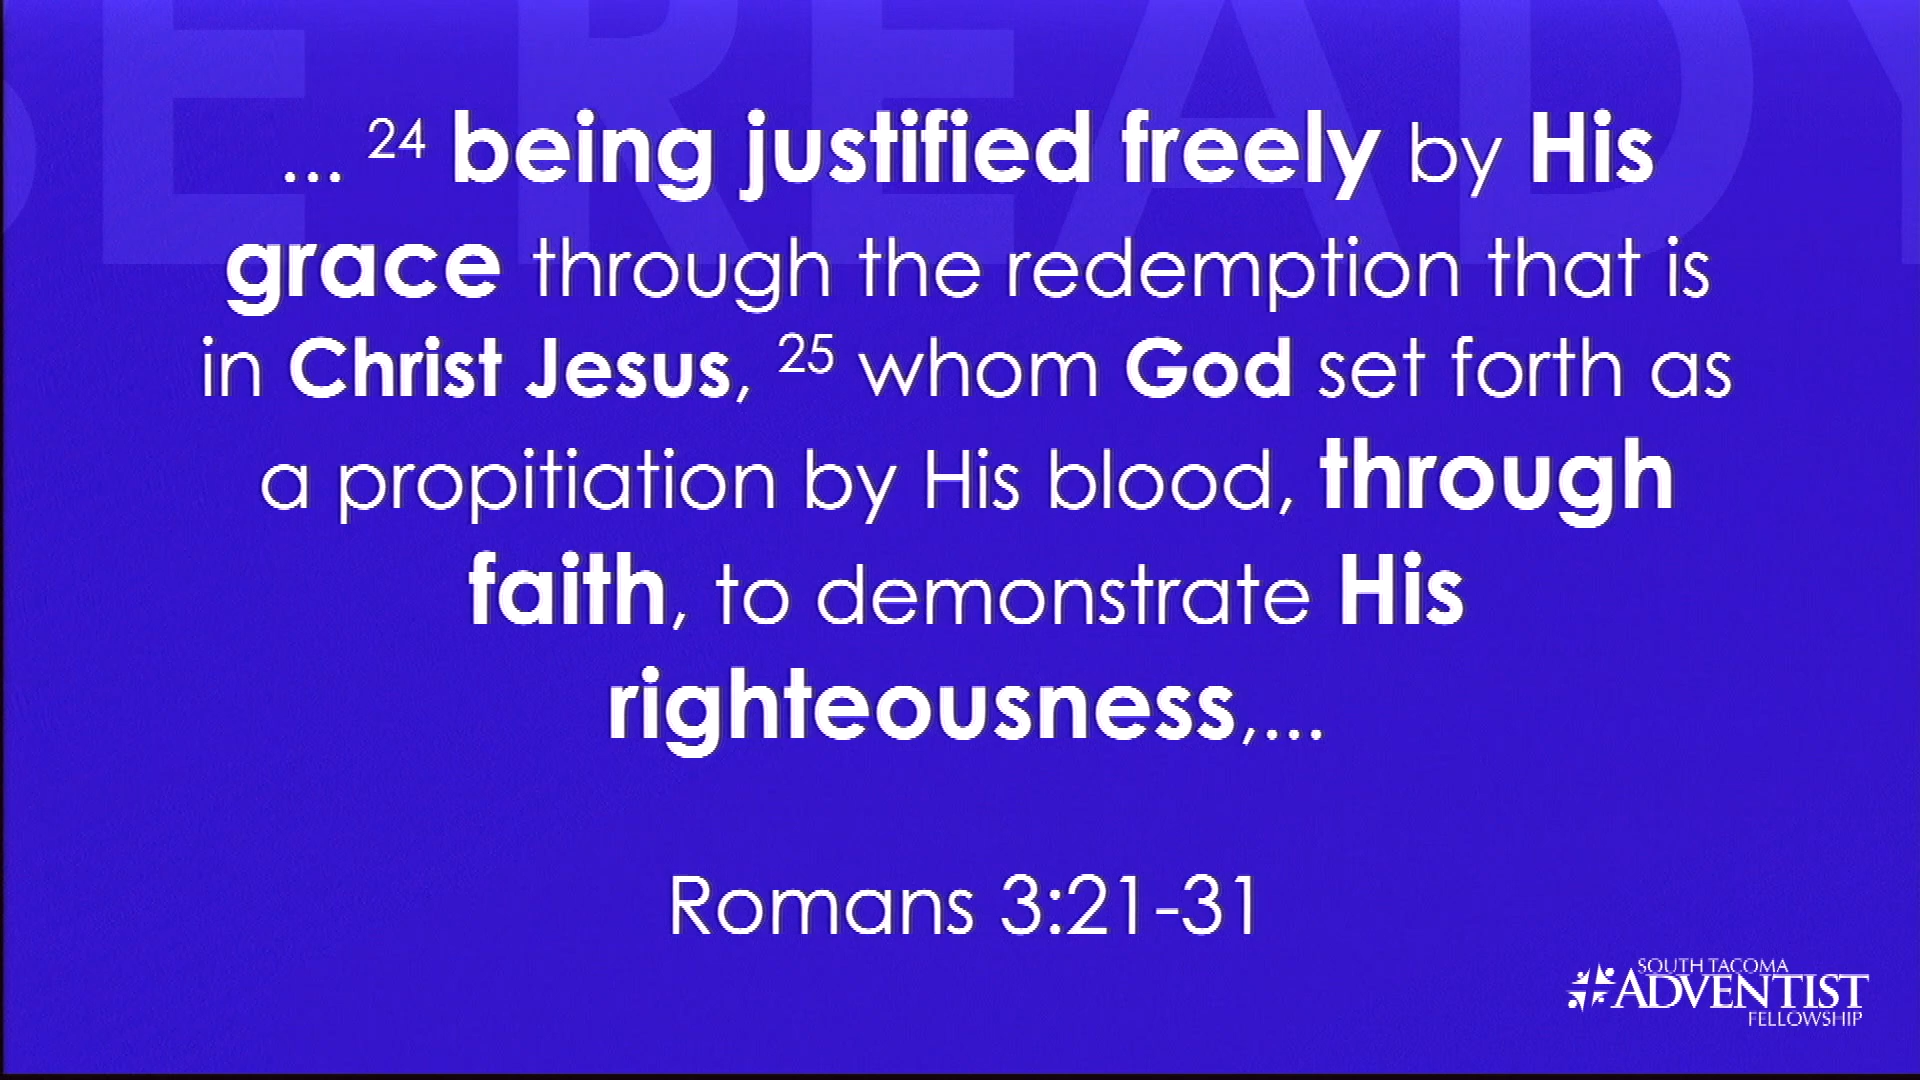 BE READY
... 24 being justified freely by His
grace through the redemption that is
in Christ Jesus, 25 whom God set forth as
a propitiation by His blood, through
faith, to demonstrate His
righteousness,...
Romans 3:21-31
SOUTH TACOMA
ADVENTIST
FELLOWSHIP